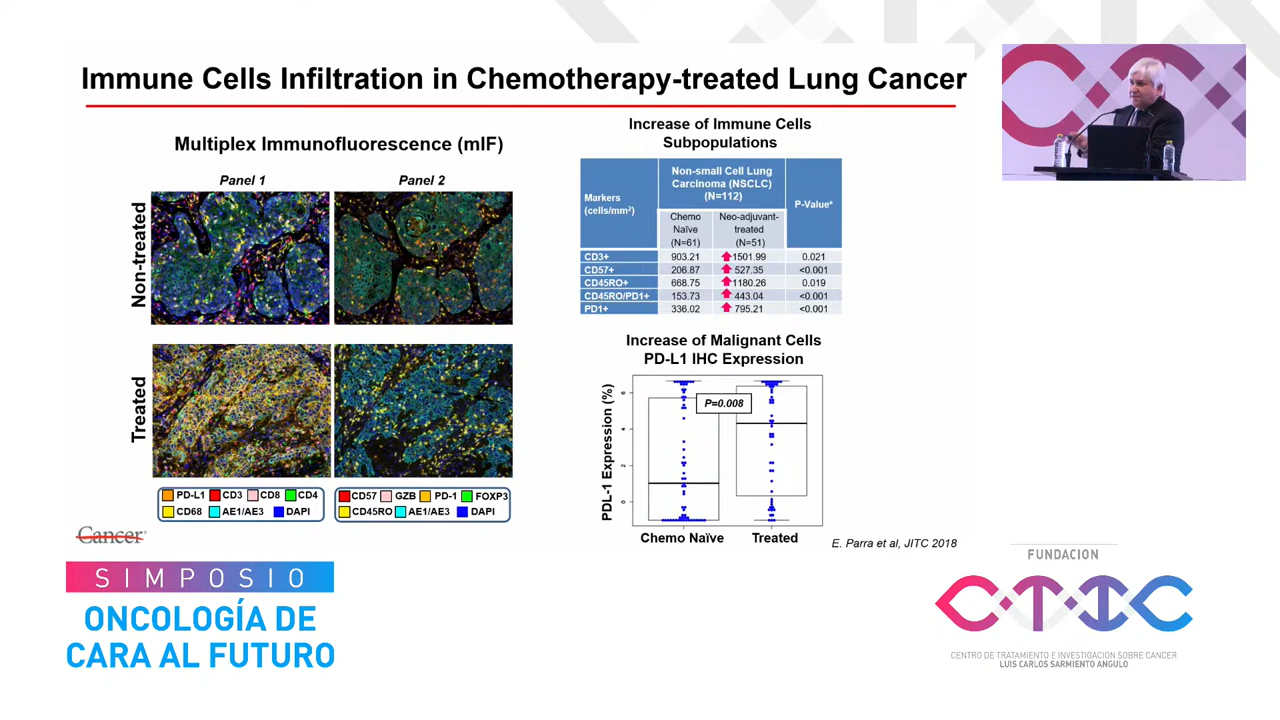 Immune Cells Infiltration in Chemotherapy-treated Lung Cancer
Multiplex Immunofluorescence (mIF)
Panel 1
Panel 2
Non-treated
Treated
PD-L1 CD3 CD8 CD4
CD68 AE1/AE3 DAPI
CD57 GZB PD-1 FOXP3
CD45RO AE1/AE3 DAPI
Increase of Immune Cells
Subpopulations
Markers
(cells/mm²)
Non-small Cell Lung
Carcinoma (NSCLC)
(N=112)
P-Value*
Chemo
Naïve
(N=61)
Neo-adjuvant-
treated
(N=51)
CD3+ 903.21 1501.99 0.021
CD57+ 206.87 527.35 <0.001
CD45RO+ 668.75 1180.26 0.019
CD45RO/PD1+ 153.73 443.04 <0.001
PD1+ 336.02 795.21 <0.001
Increase of Malignant Cells
PD-L1 IHC Expression
PDL-1 Expression (%)
6
4
2
0
P=0.008
Chemo Naïve
Treated
E. Parra et al, JITC 2018
Cancer
SIMPOSIO
ONCOLOGÍA DE
CARA AL FUTURO
FUNDACION
CTIC
CENTRO DE TRATAMIENTO E INVESTIGACION SOBRE CANCER
LUIS CARLOS SARMIENTO ANGULO